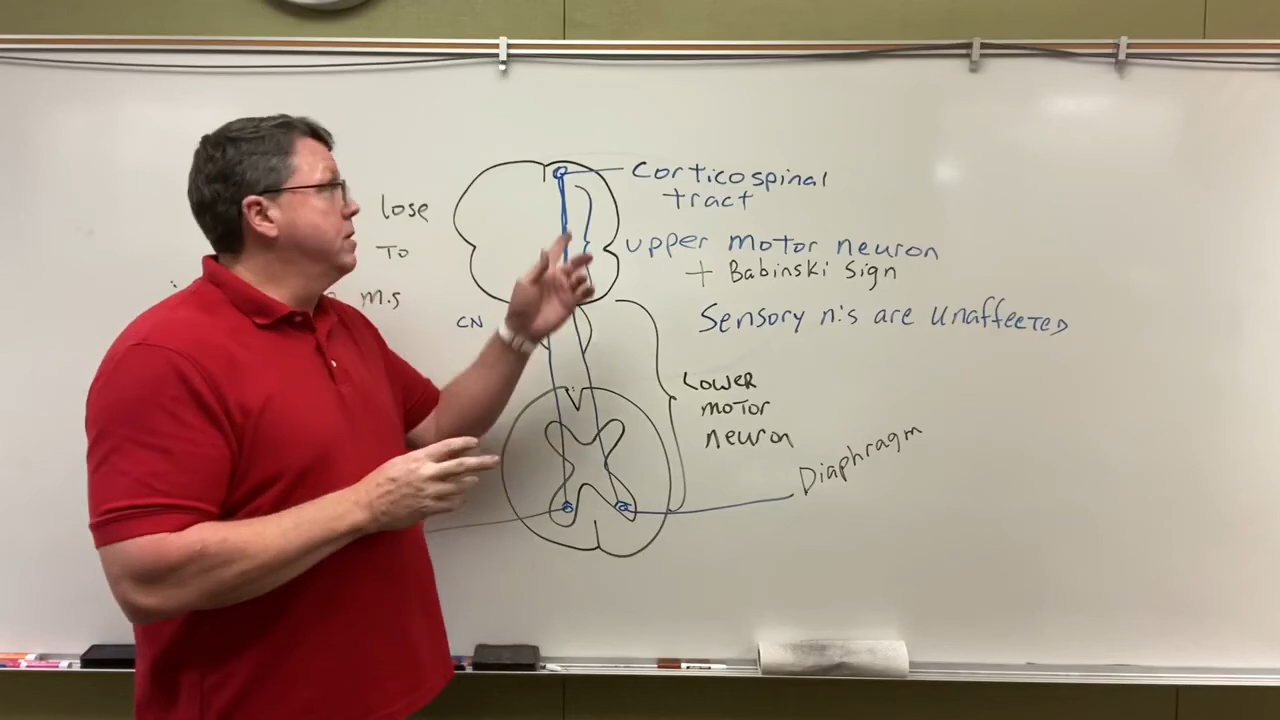 lose
TO
m.s
CN
Corticospinal
tract
upper motor neuron
+ Babinski Sign
Sensory n:s are unaffected
Lower
motor
neuron
Diaphragm